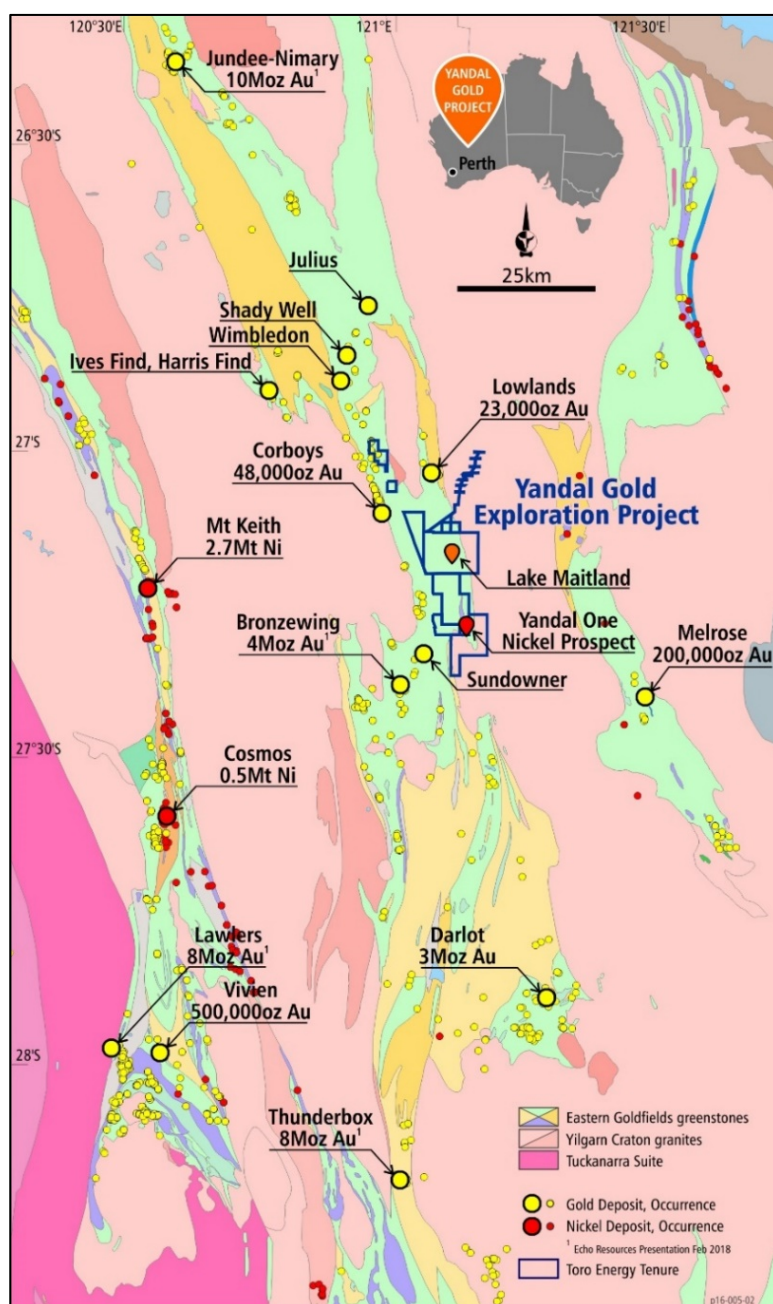 120°30'E
121°E
121°30'E
Jundee-Nimary
10Moz Au¹
YANDAL
GOLD
PROJECT
Perth
26°30'S
25km
Julius
Shady Well
Wimbledon
Ives Find, Harris Find
Lowlands
23,000oz Au
27°S
Corboys
48,000oz Au
Yandal Gold
Exploration Project
Mt Keith
2.7Mt Ni
Lake Maitland
Bronzewing
4Moz Au¹
Yandal One
Nickel Prospect
Melrose
200,000oz Au
Sundowner
27°30'S
Cosmos
0.5Mt Ni
Lawlers
8Moz Au¹
Darlot
3Moz Au
Vivien
500,000oz Au
28°S
Thunderbox
8Moz Au¹
Eastern Goldfields greenstones
Yilgarn Craton granites
Tuckanarra Suite
Gold Deposit, Occurrence
Nickel Deposit, Occurrence
¹ Echo Resources Presentation Feb 2018
Toro Energy Tenure
p16-005-02